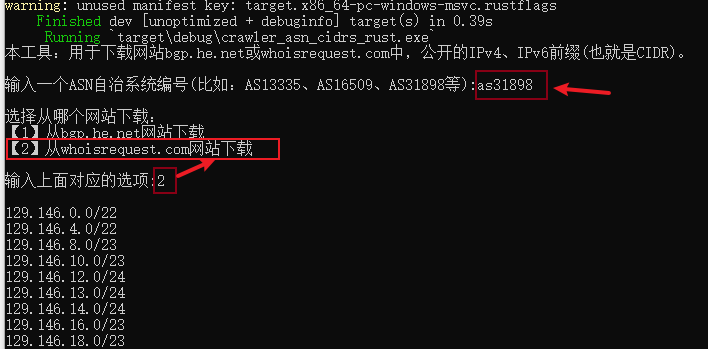 warning: unused manifest key: target.x86_64-pc-windows-msvc.rustflags
Finished dev [unoptimized + debuginfo] target(s) in 0.39s
Running `target\debug\crawler_asn_cidrs_rust.exe`
本工具：用于下载网站bgp.he.net或whoisrequest.com中，公开的IPv4、IPv6前缀(也就是CIDR)。
输入一个ASN自治系统编号(比如：AS13335、AS16509、AS31898等):as31898
选择从哪个网站下载：
【1】从bgp.he.net网站下载
【2】从whoisrequest.com网站下载
输入上面对应的选项:2
129.146.0.0/22
129.146.4.0/22
129.146.8.0/23
129.146.10.0/23
129.146.12.0/24
129.146.13.0/24
129.146.14.0/24
129.146.16.0/23
129.146.18.0/23